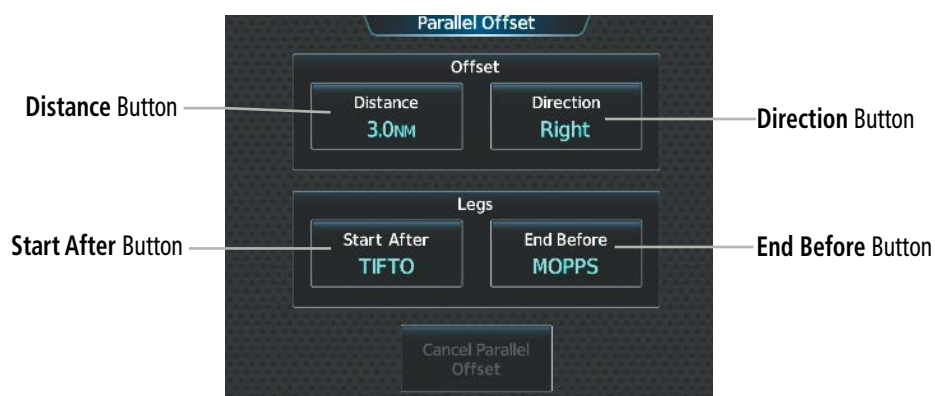 Parallel Offset
Offset
Distance Button
Distance
3.0NM
Direction
Right
Direction Button
Legs
Start After Button
Start After
TIFTO
End Before
MOPPS
End Before Button
Cancel Parallel
Offset